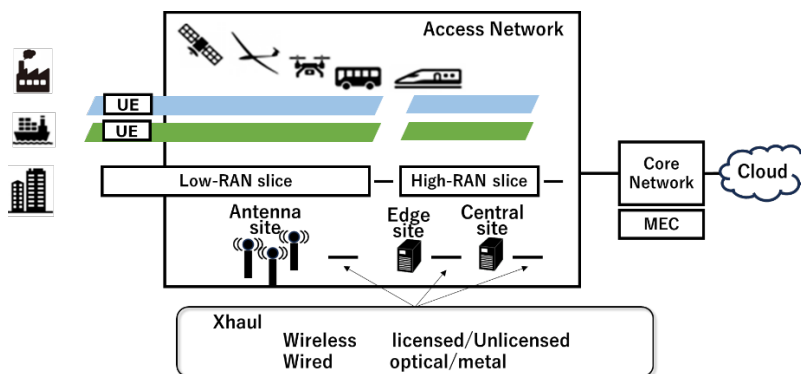 Access Network
UE
UE
Low-RAN slice
High-RAN slice
Core
Network
Cloud
MEC
Antenna
site
Edge
site
Central
site
Xhaul
Wireless licensed/Unlicensed
Wired optical/metal